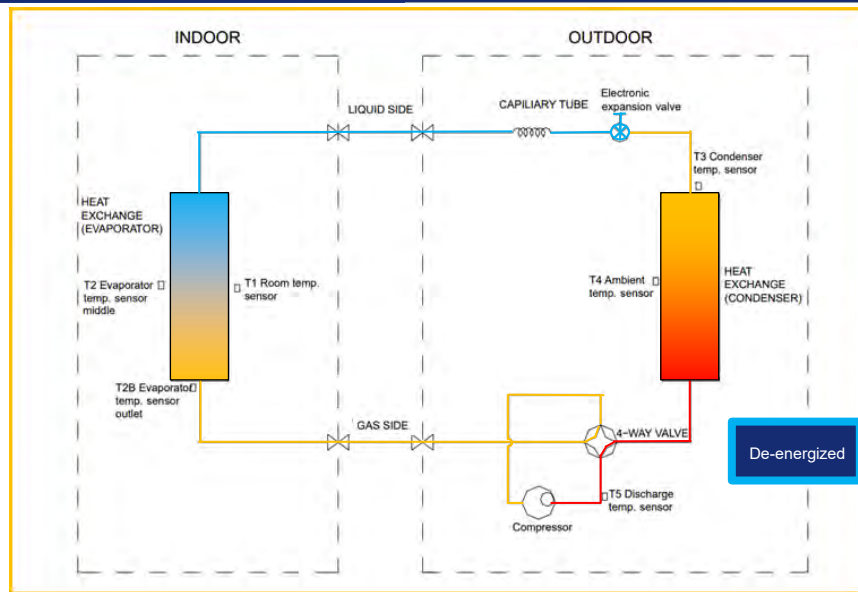 INDOOR
OUTDOOR
LIQUID SIDE
CAPILIARY TUBE
Electronic
expansion valve
T3 Condenser
temp. sensor
HEAT
EXCHANGE
(EVAPORATOR)
T2 Evaporator
temp. sensor
middle
T1 Room temp.
sensor
T4 Ambient
temp. sensor
HEAT
EXCHANGE
(CONDENSER)
T2B Evaporator
temp. sensor
outlet
GAS SIDE
4-WAY VALVE
De-energized
T5 Discharge
temp. sensor
Compressor